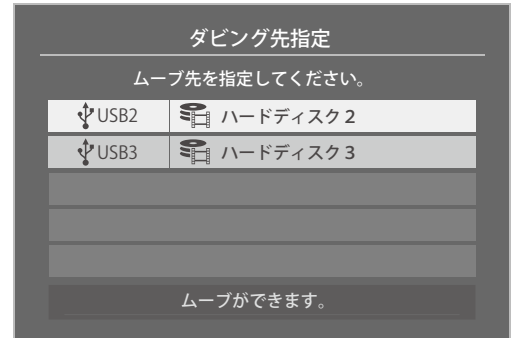 ダビング先指定
ムーブ先を指定してください。
USB2 ハードディスク 2
USB3 ハードディスク 3
ムーブができます。